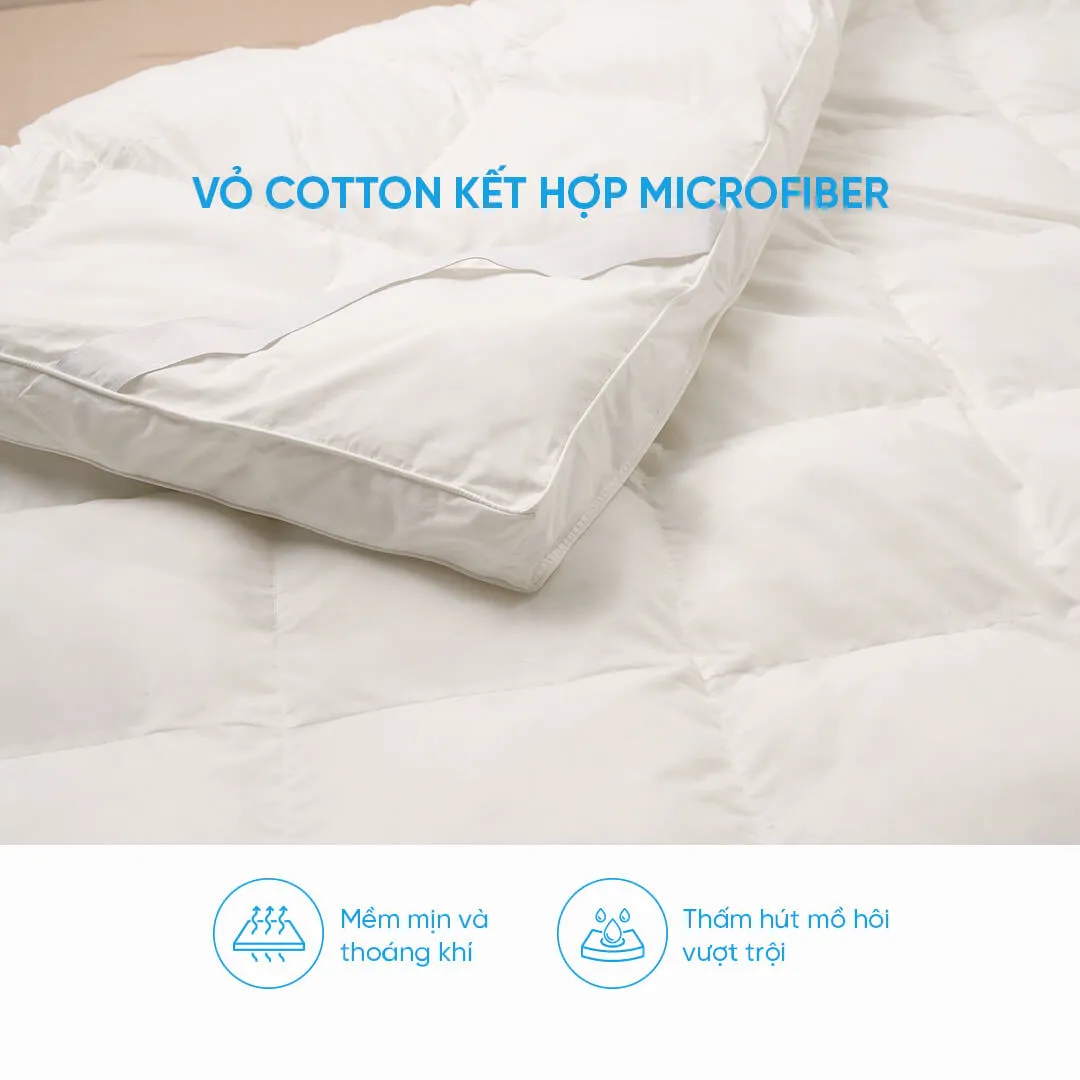 VỎ COTTON KẾT HỢP MICROFIBER
Mềm mịn và
thoáng khí
Thấm hút mồ hôi
vượt trội